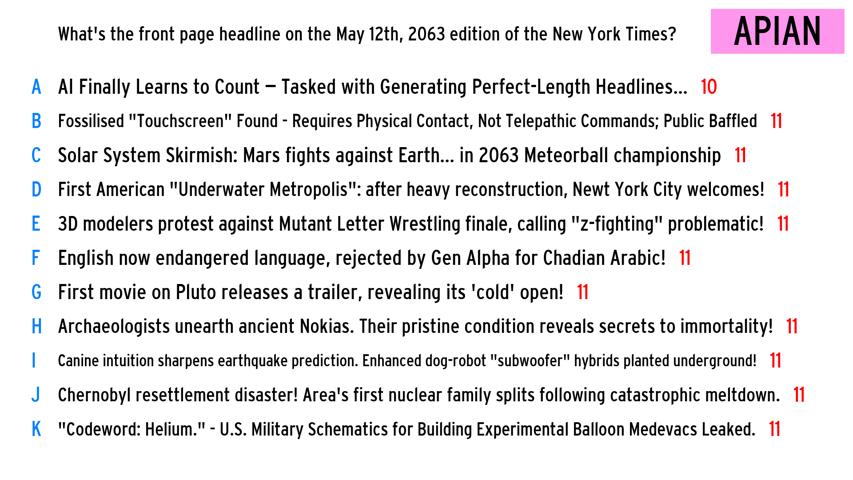 What's the front page headline on the May 12th, 2063 edition of the New York Times?
APIAN
A AI Finally Learns to Count – Tasked with Generating Perfect-Length Headlines... 10
B Fossilised "Touchscreen" Found - Requires Physical Contact, Not Telepathic Commands; Public Baffled 11
C Solar System Skirmish: Mars fights against Earth... in 2063 Meteorball championship 11
D First American "Underwater Metropolis": after heavy reconstruction, Newt York City welcomes! 11
E 3D modelers protest against Mutant Letter Wrestling finale, calling "z-fighting" problematic! 11
F English now endangered language, rejected by Gen Alpha for Chadian Arabic! 11
G First movie on Pluto releases a trailer, revealing its 'cold' open! 11
H Archaeologists unearth ancient Nokias. Their pristine condition reveals secrets to immortality! 11
I Canine intuition sharpens earthquake prediction. Enhanced dog-robot "subwoofer" hybrids planted underground! 11
J Chernobyl resettlement disaster! Area's first nuclear family splits following catastrophic meltdown. 11
K "Codeword: Helium." - U.S. Military Schematics for Building Experimental Balloon Medevacs Leaked. 11